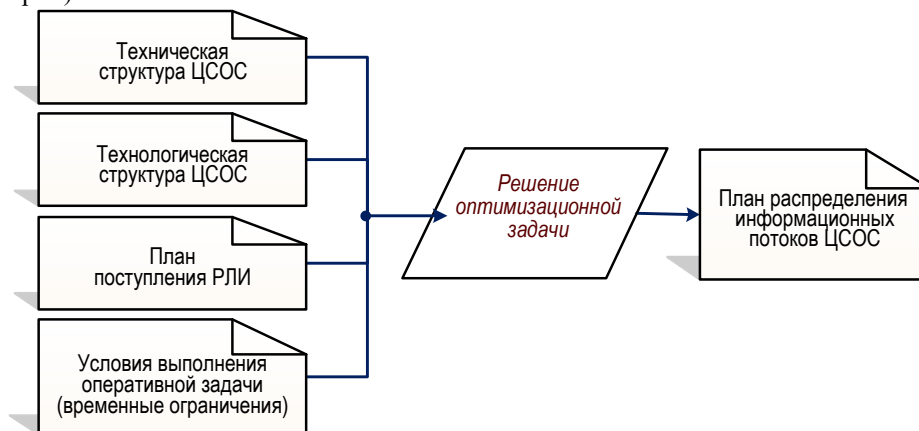 Техническая
структура ЦСОС
Технологическая
структура ЦСОС
План
поступления РЛИ
Условия выполнения
оперативной задачи
(временные ограничения)
Решение
оптимизационной
задачи
План распределения
информационных
потоков ЦСОС